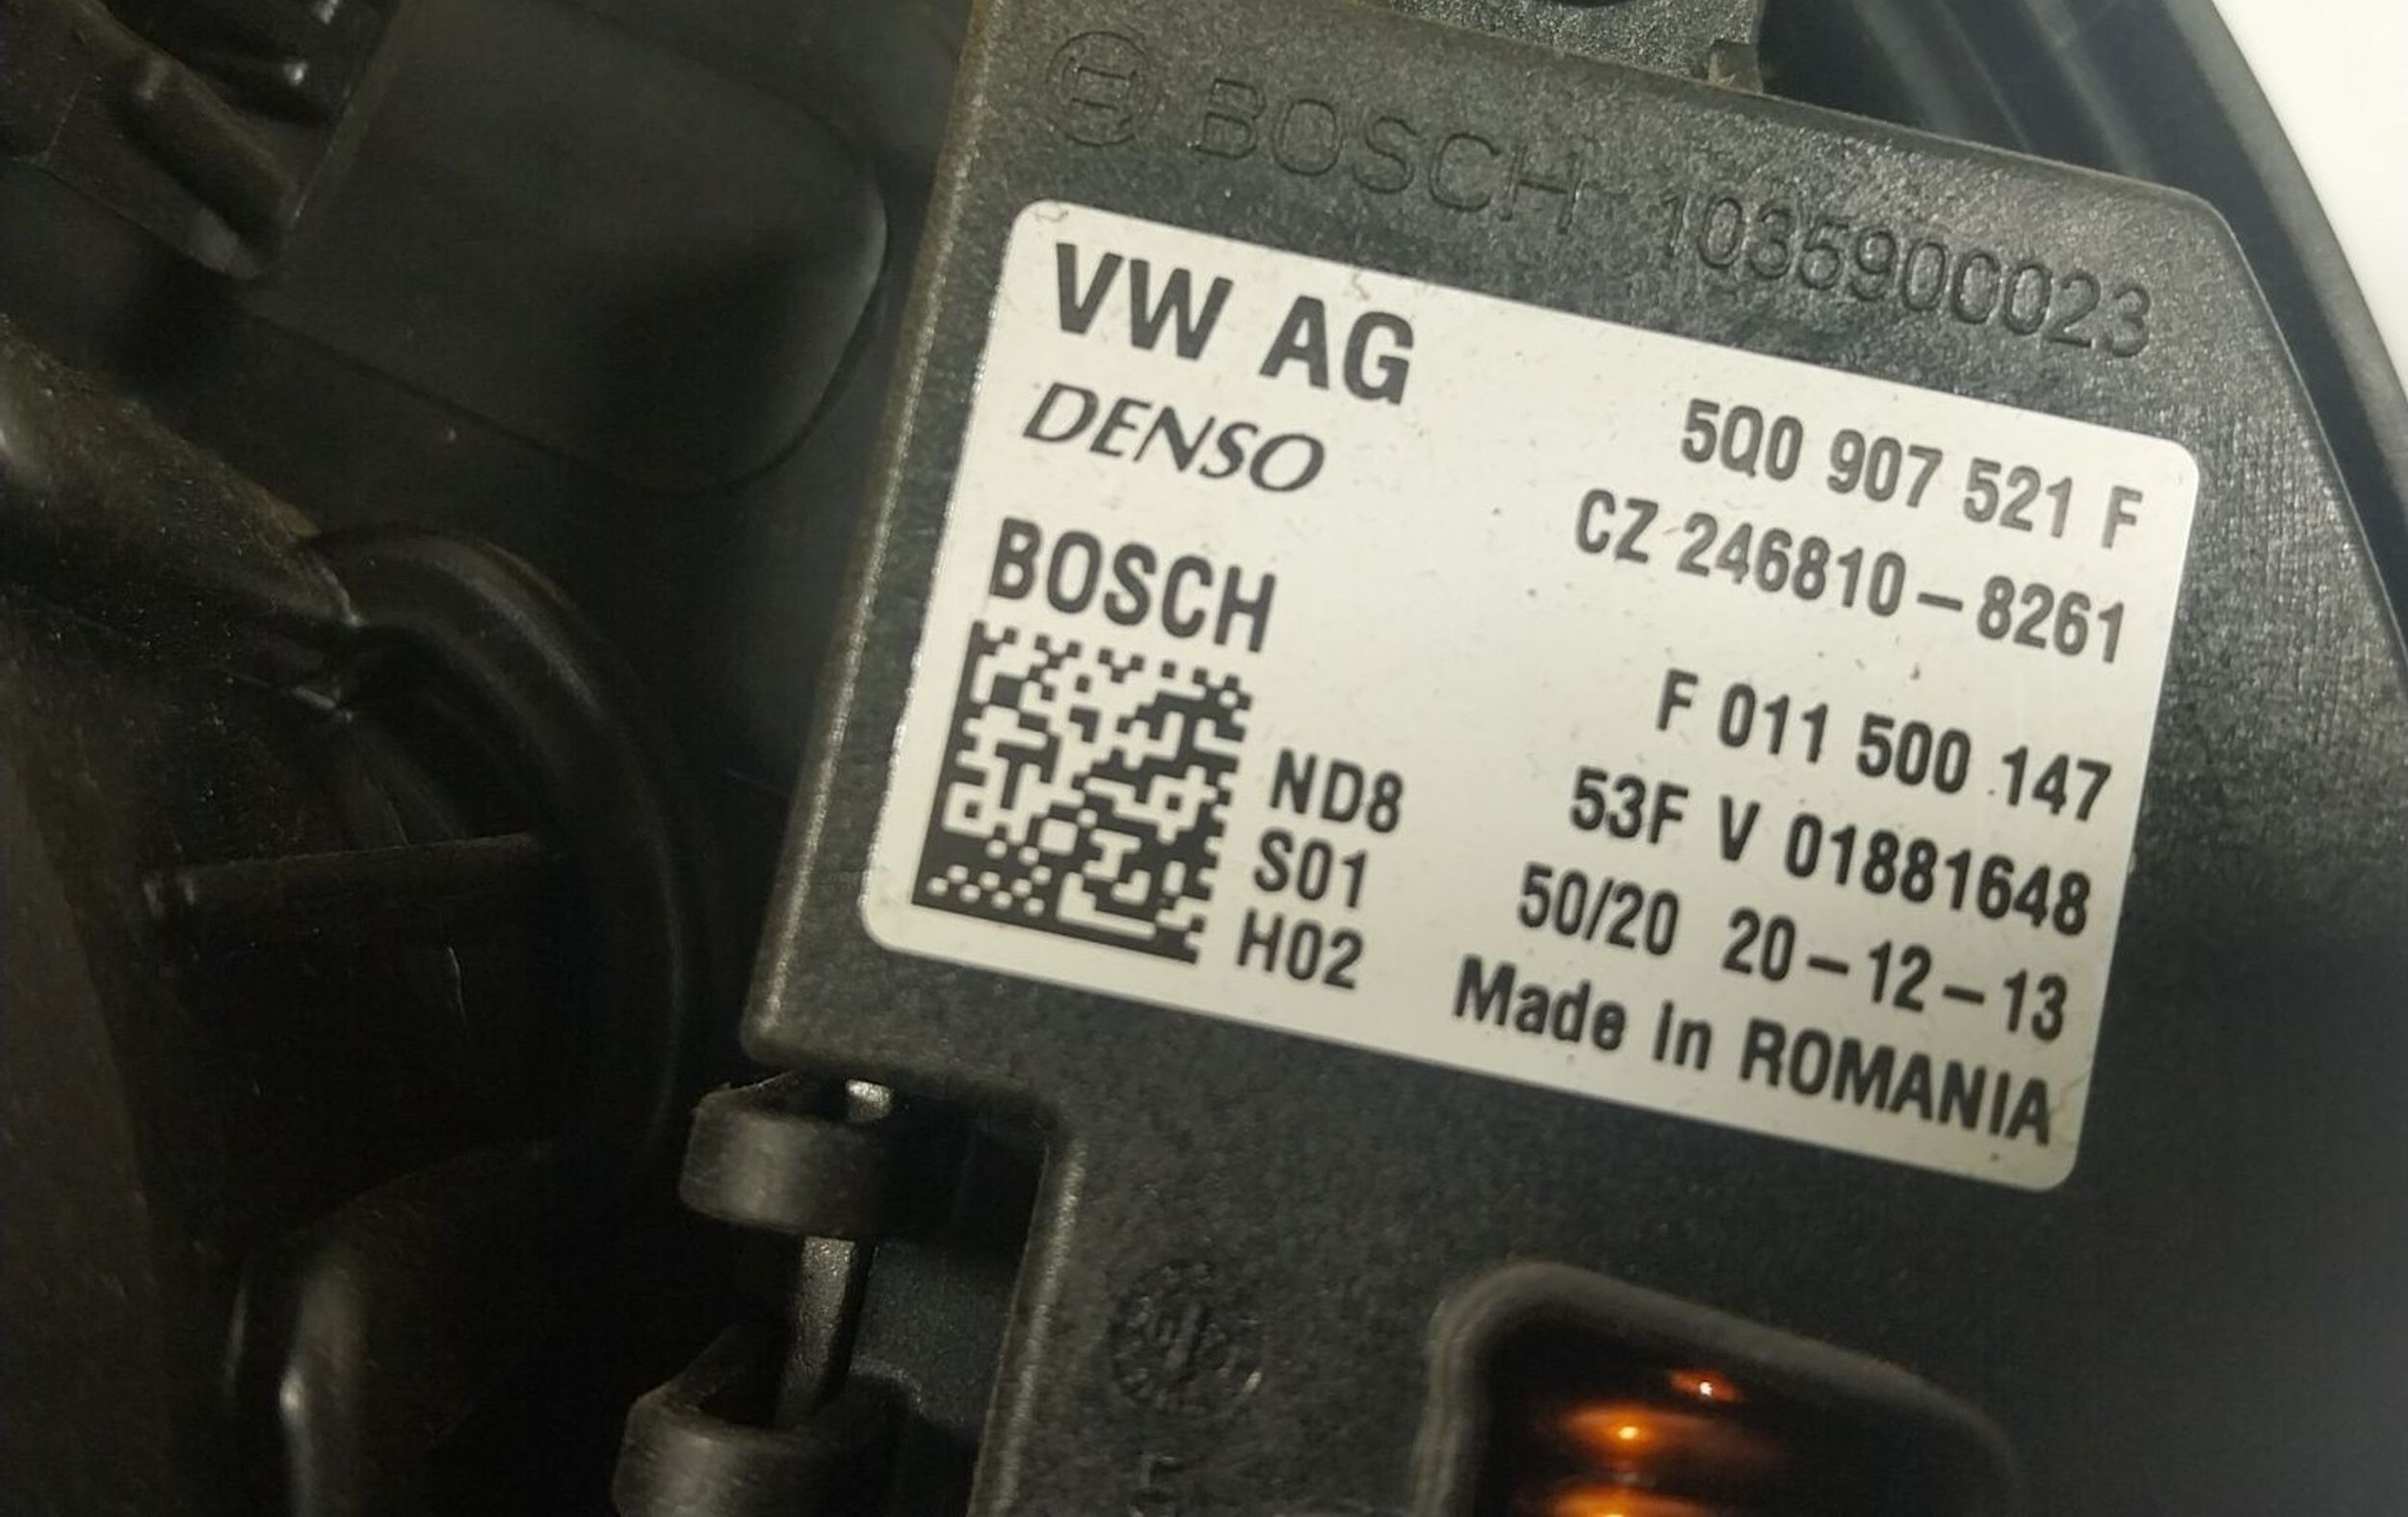 BOSCH 1035900023
VW AG
5Q0 907 521 F
DENSO
CZ 246810-8261
BOSCH
F 011 500 147
ND8 53F V 01881648
S01 50/20 20-12-13
H02 Made in ROMANIA